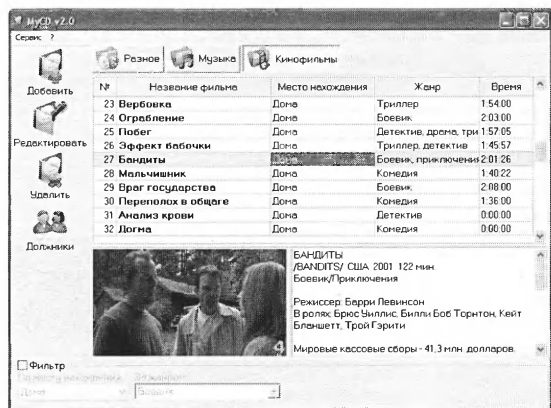 MyCD v2.0
Сервис ?
Разное Музыка Кинофильмы
Добавить
Редактировать
Удалить
Должники
№ Название фильма Место нахождения Жанр Время
23 Вербовка Дома Триллер 1:54:00
24 Ограбление Дома Боевик 2:03:00
25 Побег Дома Детектив, драма, три 1:57:05
26 Эффект бабочки Дома Триллер, детектив 1:45:57
27 Бандиты Дома Боевик, приключения 2:01:26
28 Мальчишник Дома Комедия 1:40:22
29 Враг государства Дома Боевик 2:08:00
30 Переполох в общаге Дома Комедия 1:36:00
31 Анализ крови Дома Детектив 0:00:00
32 Догма Дома Комедия 0:00:00
БАНДИТЫ
/BANDITS/ США 2001 122 мин.
Боевик/Приключения
Режиссер: Барри Левинсон
В ролях: Брюс Уиллис, Билли Боб Торнтон, Кейт
Бланшетт, Трой Гэрити
Мировые кассовые сборы - 41,3 млн. долларов.
4
Фильтр
Дома Боевик